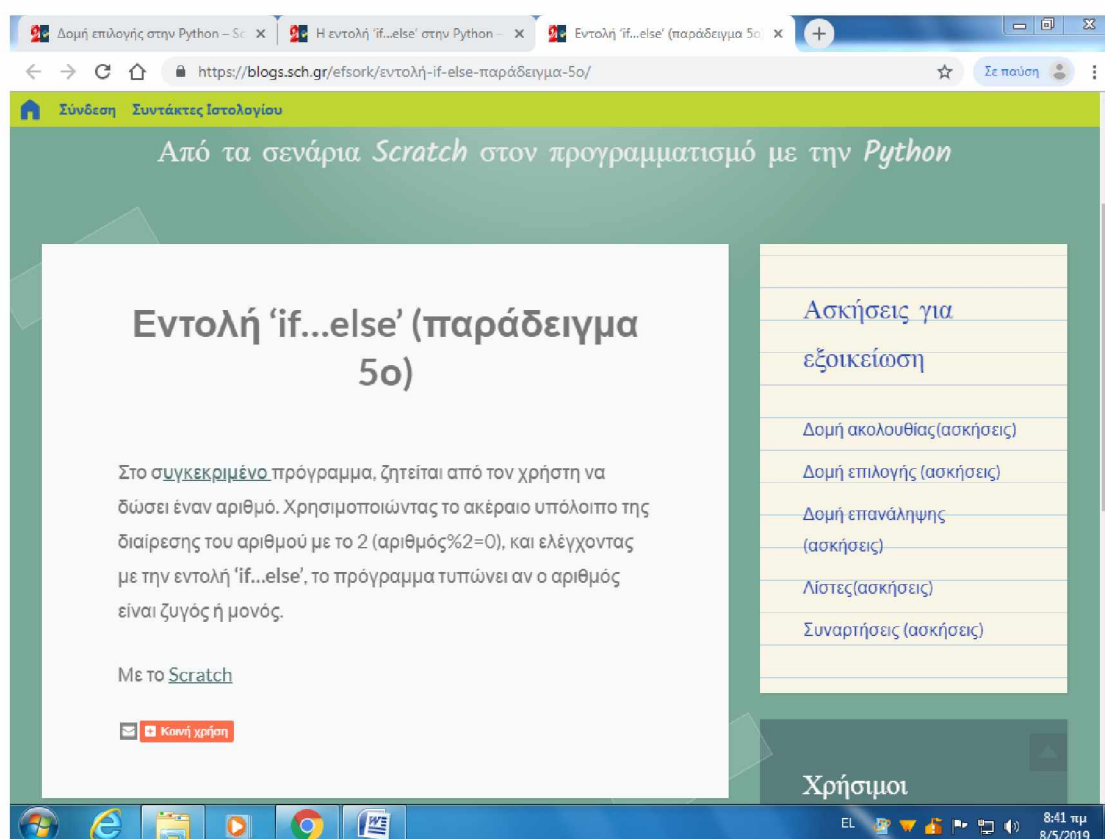 Δομή επιλογής στην Python – Sc
Η εντολή 'if...else' στην Python –
Εντολή 'if...else' (παράδειγμα 5ο)
https://blogs.sch.gr/efsork/εντολή-if-else-παράδειγμα-5ο/
Σε παύση
Σύνδεση Συντάκτες Ιστολογίου
Από τα σενάρια Scratch στον προγραμματισμό με την Python
Εντολή ‘if…else’ (παράδειγμα
5ο)
Στο συγκεκριμένο πρόγραμμα, ζητείται από τον χρήστη να
δώσει έναν αριθμό. Χρησιμοποιώντας το ακέραιο υπόλοιπο της
διαίρεσης του αριθμού με το 2 (αριθμός%2=0), και ελέγχοντας
με την εντολή ‘if…else’, το πρόγραμμα τυπώνει αν ο αριθμός
είναι ζυγός ή μονός.
Με το Scratch
Κοινή χρήση
Ασκήσεις για
εξοικείωση
Δομή ακολουθίας(ασκήσεις)
Δομή επιλογής (ασκήσεις)
Δομή επανάληψης
(ασκήσεις)
Λίστες(ασκήσεις)
Συναρτήσεις (ασκήσεις)
Χρήσιμοι
EL
8:41 πμ
8/5/2019